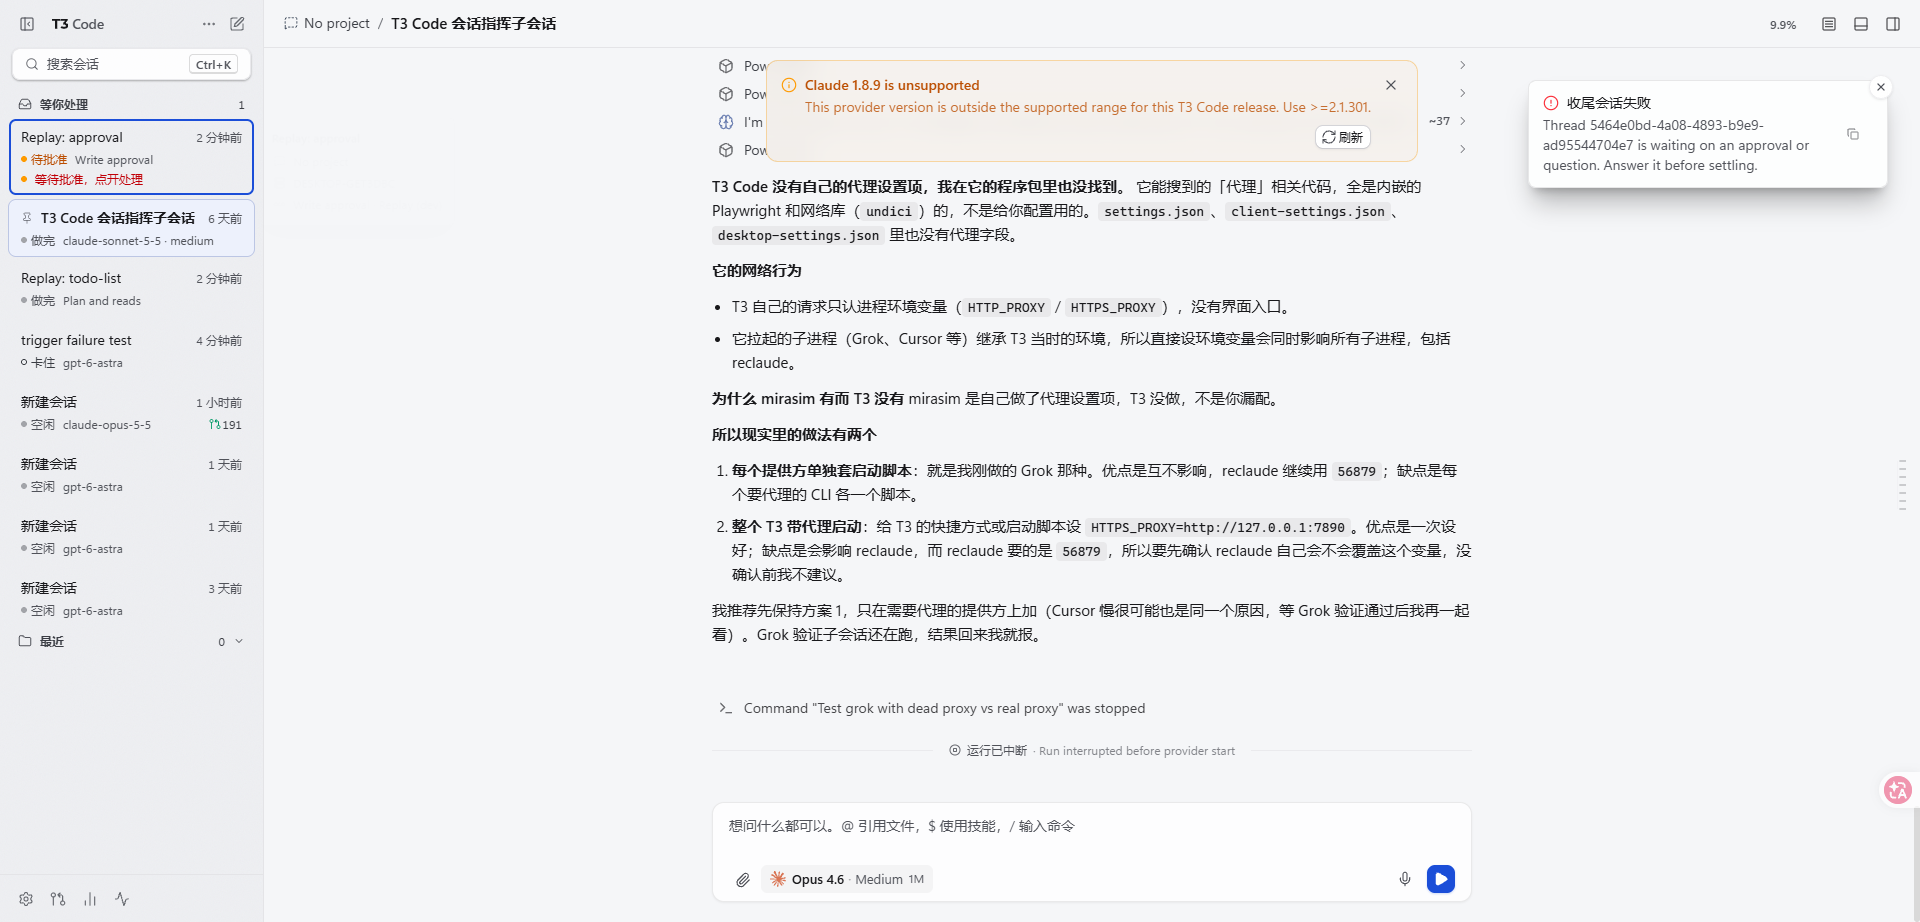 T3 Code
搜索会话
Ctrl+K
等你处理
1
Replay: approval
2 分钟前
待批准 Write approval
等待批准，点开处理
T3 Code 会话指挥子会话
6 天前
做完 claude-sonnet-5-5 · medium
Replay: todo-list
2 分钟前
做完 Plan and reads
trigger failure test
4 分钟前
卡住 gpt-6-astra
新建会话
1 小时前
空闲 claude-opus-5-5
191
新建会话
1 天前
空闲 gpt-6-astra
新建会话
1 天前
空闲 gpt-6-astra
新建会话
3 天前
空闲 gpt-6-astra
最近
0
No project / T3 Code 会话指挥子会话
9.9%
Pow
Pow
I'm
~37
Pow
Claude 1.8.9 is unsupported
This provider version is outside the supported range for this T3 Code release. Use >=2.1.301.
刷新
收尾会话失败
Thread 5464e0bd-4a08-4893-b9e9-
ad95544704e7 is waiting on an approval or
question. Answer it before settling.
T3 Code 没有自己的代理设置项，我在它的程序包里也没找到。 它能搜到的「代理」相关代码，全是内嵌的
Playwright 和网络库（undici）的，不是给你配置用的。settings.json、client-settings.json、
desktop-settings.json 里也没有代理字段。
它的网络行为
• T3 自己的请求只认进程环境变量（HTTP_PROXY / HTTPS_PROXY），没有界面入口。
• 它拉起的子进程（Grok、Cursor 等）继承 T3 当时的环境，所以直接设环境变量会同时影响所有子进程，包括
reclaude。
为什么 mirasim 有而 T3 没有 mirasim 是自己做了代理设置项，T3 没做，不是你漏配。
所以现实里的做法有两个
1. 每个提供方单独套启动脚本：就是我刚做的 Grok 那种。优点是互不影响，reclaude 继续用 56879；缺点是每
个要代理的 CLI 各一个脚本。
2. 整个 T3 带代理启动：给 T3 的快捷方式或启动脚本设 HTTPS_PROXY=http://127.0.0.1:7890。优点是一次设
好；缺点是会影响 reclaude，而 reclaude 要的是 56879，所以要先确认 reclaude 自己会不会覆盖这个变量，没
确认前我不建议。
我推荐先保持方案 1，只在需要代理的提供方上加（Cursor 慢很可能也是同一个原因，等 Grok 验证通过后我再一起
看）。Grok 验证子会话还在跑，结果回来我就报。
Command "Test grok with dead proxy vs real proxy" was stopped
运行已中断 · Run interrupted before provider start
想问什么都可以。@ 引用文件，$ 使用技能，/ 输入命令
Opus 4.6 · Medium 1M